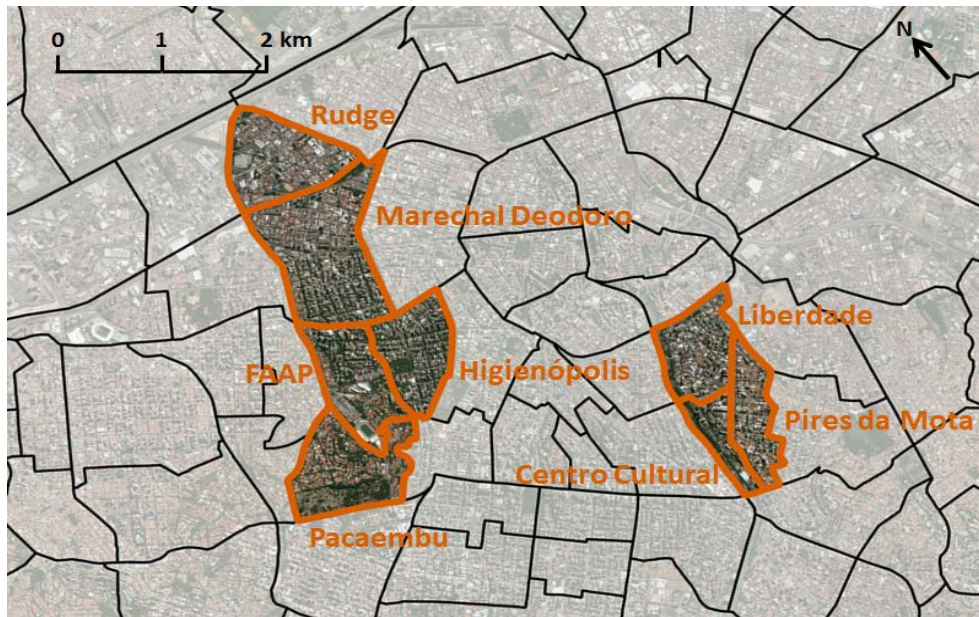 N
0 1 2 km
Rudge
Marechal Deodoro
Liberdade
FAAP
Higienópolis
Pires da Mota
Centro Cultural
Pacaembu